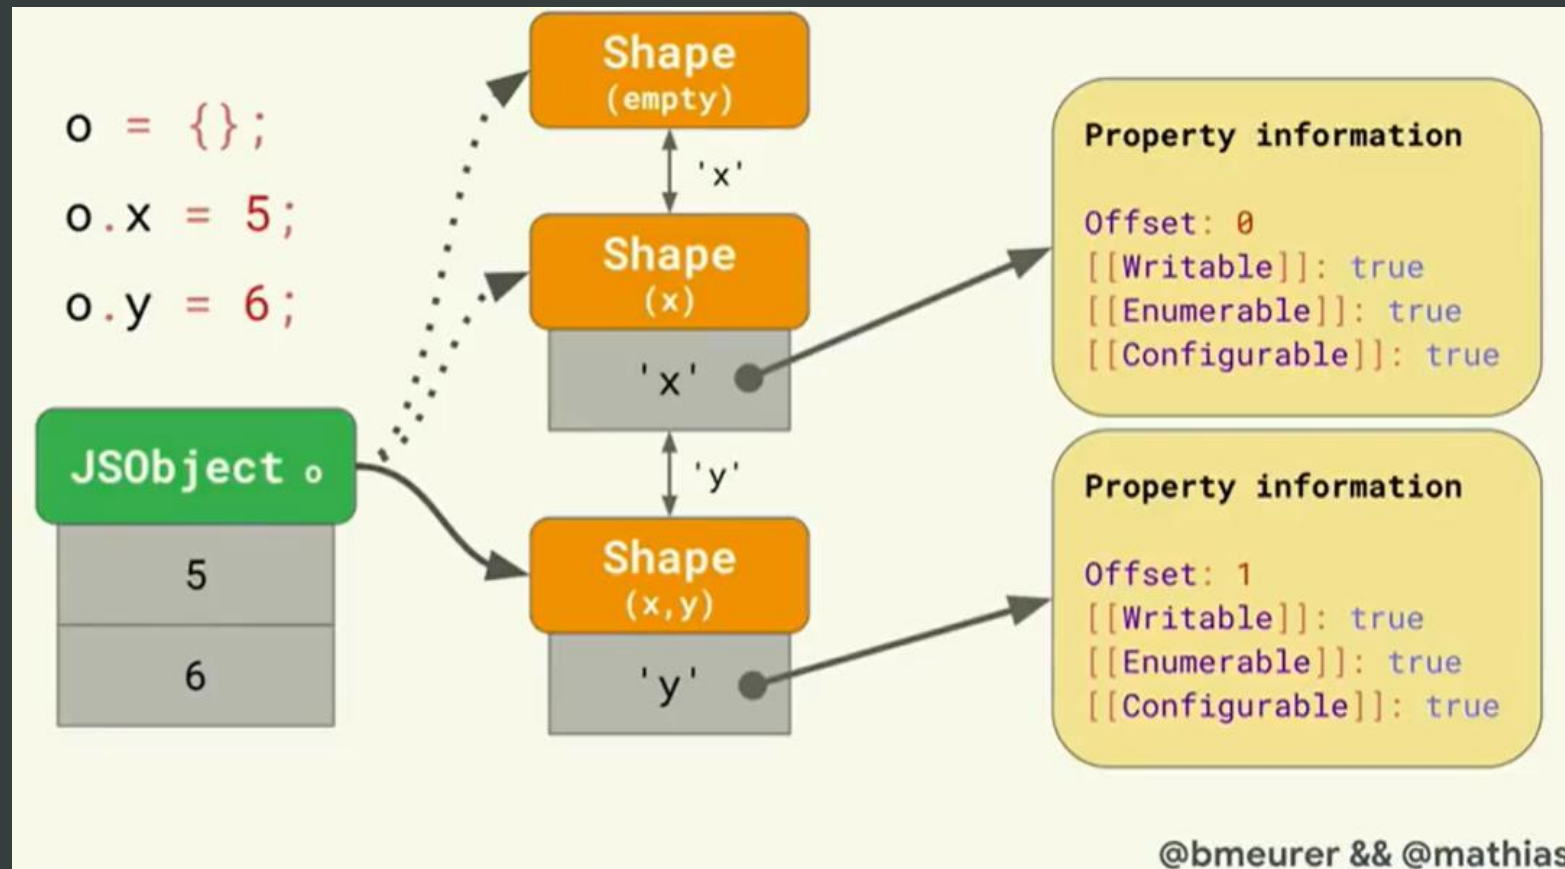 o = {};
o.x = 5;
o.y = 6;
JSObject o
5
6
Shape
(empty)
'x'
Shape
(x)
'x'
'y'
Shape
(x,y)
'y'
Property information
Offset: 0
[[Writable]]: true
[[Enumerable]]: true
[[Configurable]]: true
Property information
Offset: 1
[[Writable]]: true
[[Enumerable]]: true
[[Configurable]]: true
@bmeurer && @mathias